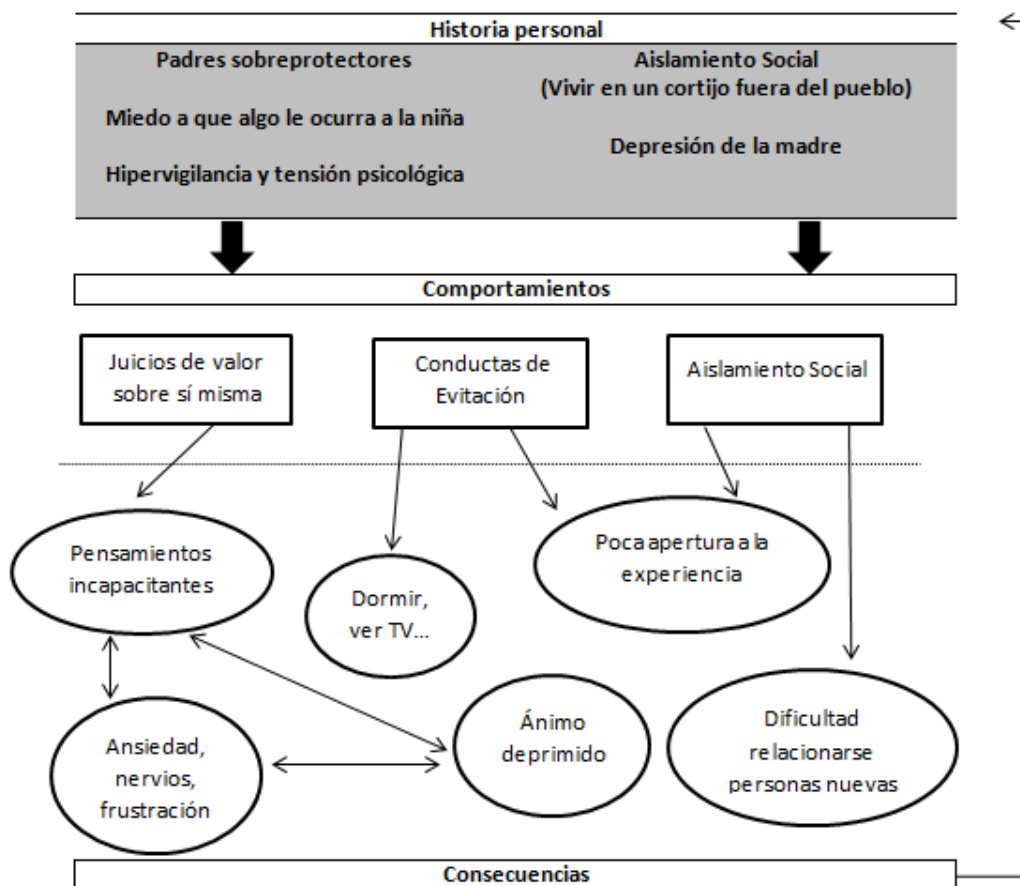 Historia personal
Padres sobreprotectores
Miedo a que algo le ocurra a la niña
Hipervigilancia y tensión psicológica
Aislamiento Social
(Vivir en un cortijo fuera del pueblo)
Depresión de la madre
Comportamientos
Juicios de valor
sobre sí misma
Conductas de
Evitación
Aislamiento Social
Pensamientos
incapacitantes
Dormir,
ver TV...
Poca apertura a la
experiencia
Ansiedad,
nervios,
frustración
Ánimo
deprimido
Dificultad
relacionarse
personas nuevas
Consecuencias